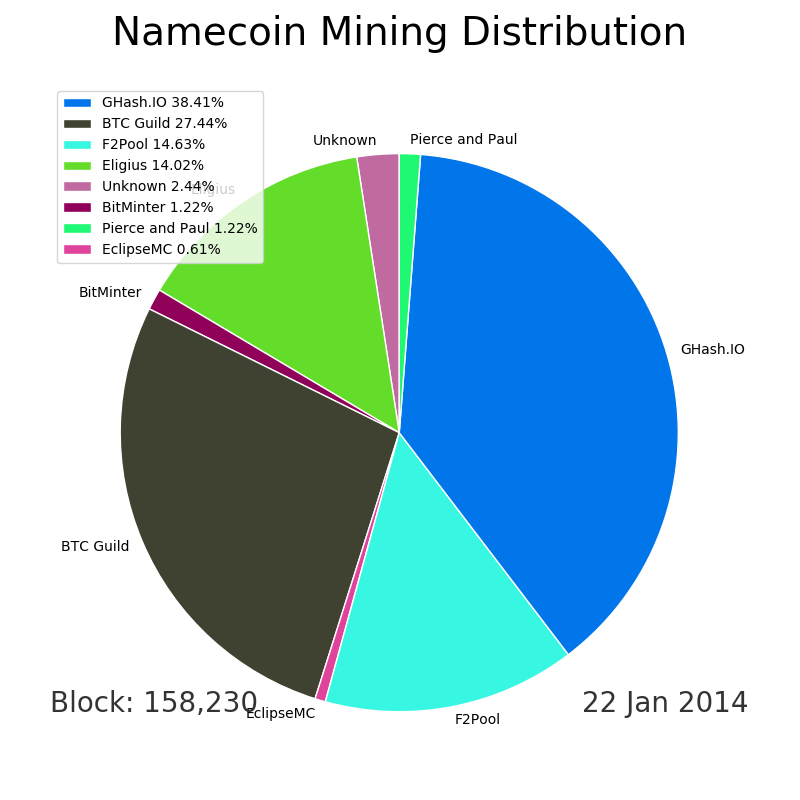 Namecoin Mining Distribution
GHash.IO 38.41%
BTC Guild 27.44%
F2Pool 14.63%
Eligius 14.02%
Unknown 2.44%
BitMinter 1.22%
Pierce and Paul 1.22%
EclipseMC 0.61%
Unknown
Pierce and Paul
Eligius
BitMinter
GHash.IO
BTC Guild
EclipseMC
F2Pool
Block: 158,230
22 Jan 2014